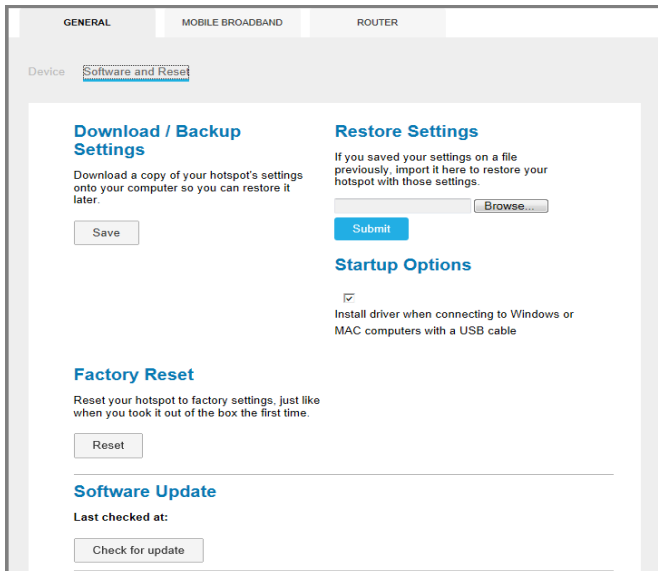 GENERAL
MOBILE BROADBAND
ROUTER
Device
Software and Reset
Download / Backup
Settings
Download a copy of your hotspot's settings
onto your computer so you can restore it
later.
Save
Restore Settings
If you saved your settings on a file
previously, import it here to restore your
hotspot with those settings.
Browse...
Submit
Startup Options
Install driver when connecting to Windows or
MAC computers with a USB cable
Factory Reset
Reset your hotspot to factory settings, just like
when you took it out of the box the first time.
Reset
Software Update
Last checked at:
Check for update